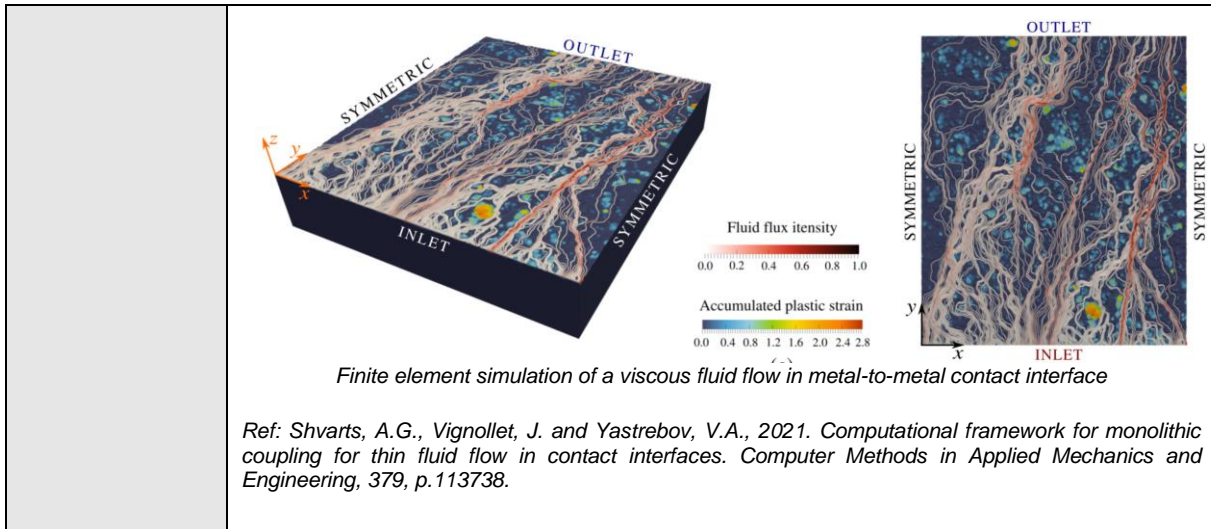 OUTLET
SYMMETRIC
z
y
x
INLET
SYMMETRIC
Fluid flux itensity
0.0 0.2 0.4 0.6 0.8 1.0
Accumulated plastic strain
0.0 0.4 0.8 1.2 1.6 2.0 2.4 2.8
OUTLET
SYMMETRIC
SYMMETRIC
y
x
INLET
Finite element simulation of a viscous fluid flow in metal-to-metal contact interface
Ref: Shvarts, A.G., Vignollet, J. and Yastrebov, V.A., 2021. Computational framework for monolithic
coupling for thin fluid flow in contact interfaces. Computer Methods in Applied Mechanics and
Engineering, 379, p.113738.